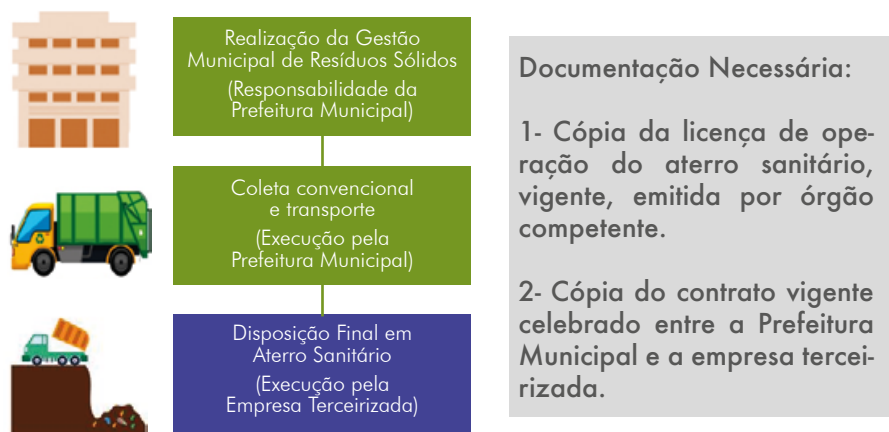 Realização da Gestão
Municipal de Resíduos Sólidos
(Responsabilidade da
Prefeitura Municipal)
Coleta convencional
e transporte
(Execução pela
Prefeitura Municipal)
Disposição Final em
Aterro Sanitário
(Execução pela
Empresa Terceirizada)
Documentação Necessária:
1- Cópia da licença de ope-
ração do aterro sanitário,
vigente, emitida por órgão
competente.
2- Cópia do contrato vigente
celebrado entre a Prefeitura
Municipal e a empresa tercei-
rizada.